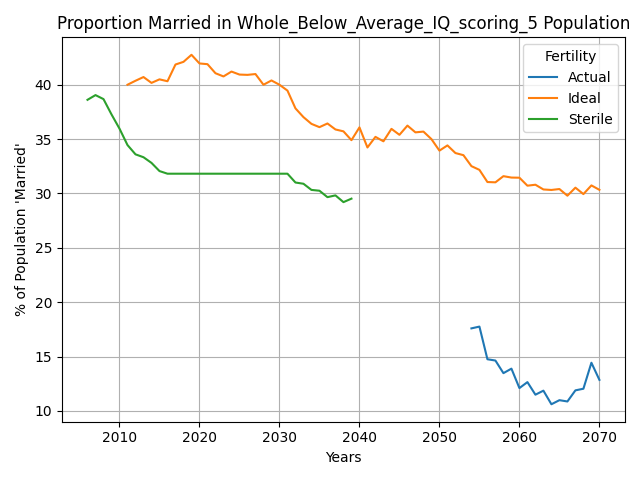 Proportion Married in Whole_Below_Average_IQ_scoring_5 Population
Fertility
Actual
Ideal
Sterile
% of Population 'Married'
40
35
30
25
20
15
10
2010 2020 2030 2040 2050 2060 2070
Years